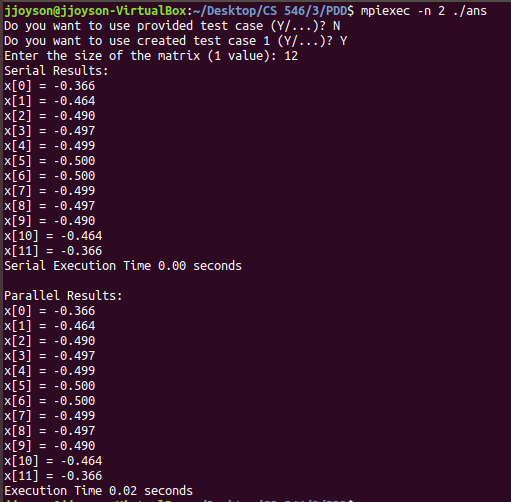 jjoyson@jjoyson-VirtualBox:~/Desktop/CS 546/3/PDD$ mpiexec -n 2 ./ans
Do you want to use provided test case (Y/...)? N
Do you want to use created test case 1 (Y/...)? Y
Enter the size of the matrix (1 value): 12
Serial Results:
x[0] = -0.366
x[1] = -0.464
x[2] = -0.490
x[3] = -0.497
x[4] = -0.499
x[5] = -0.500
x[6] = -0.500
x[7] = -0.499
x[8] = -0.497
x[9] = -0.490
x[10] = -0.464
x[11] = -0.366
Serial Execution Time 0.00 seconds

Parallel Results:
x[0] = -0.366
x[1] = -0.464
x[2] = -0.490
x[3] = -0.497
x[4] = -0.499
x[5] = -0.500
x[6] = -0.500
x[7] = -0.499
x[8] = -0.497
x[9] = -0.490
x[10] = -0.464
x[11] = -0.366
Execution Time 0.02 seconds